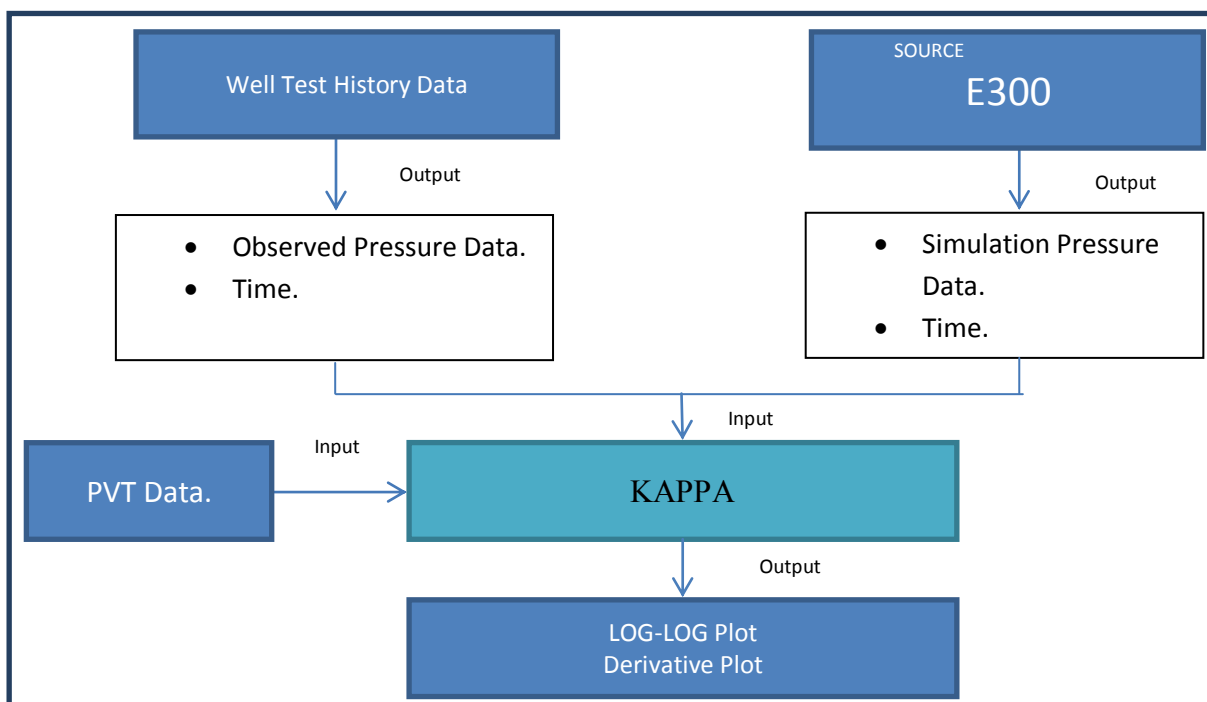 Well Test History Data
SOURCE
E300
Output
Output
• Observed Pressure Data.
• Time.
• Simulation Pressure
Data.
• Time.
Input
Input
PVT Data.
KAPPA
Output
LOG-LOG Plot
Derivative Plot